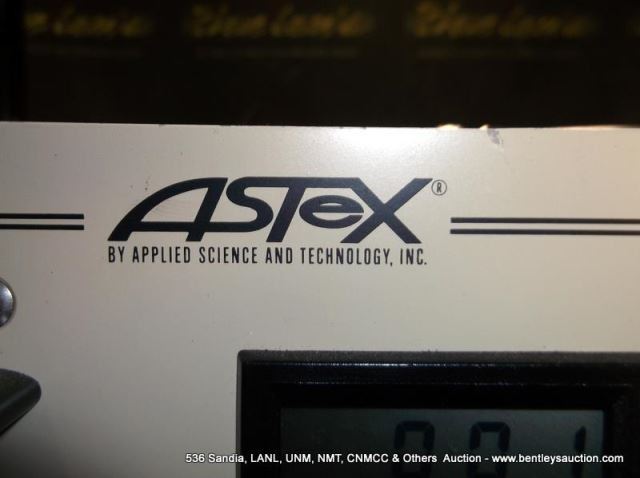 ASTeX®
BY APPLIED SCIENCE AND TECHNOLOGY, INC.
001
536 Sandia, LANL, UNM, NMT, CNMCC & Others Auction - www.bentleysauction.com